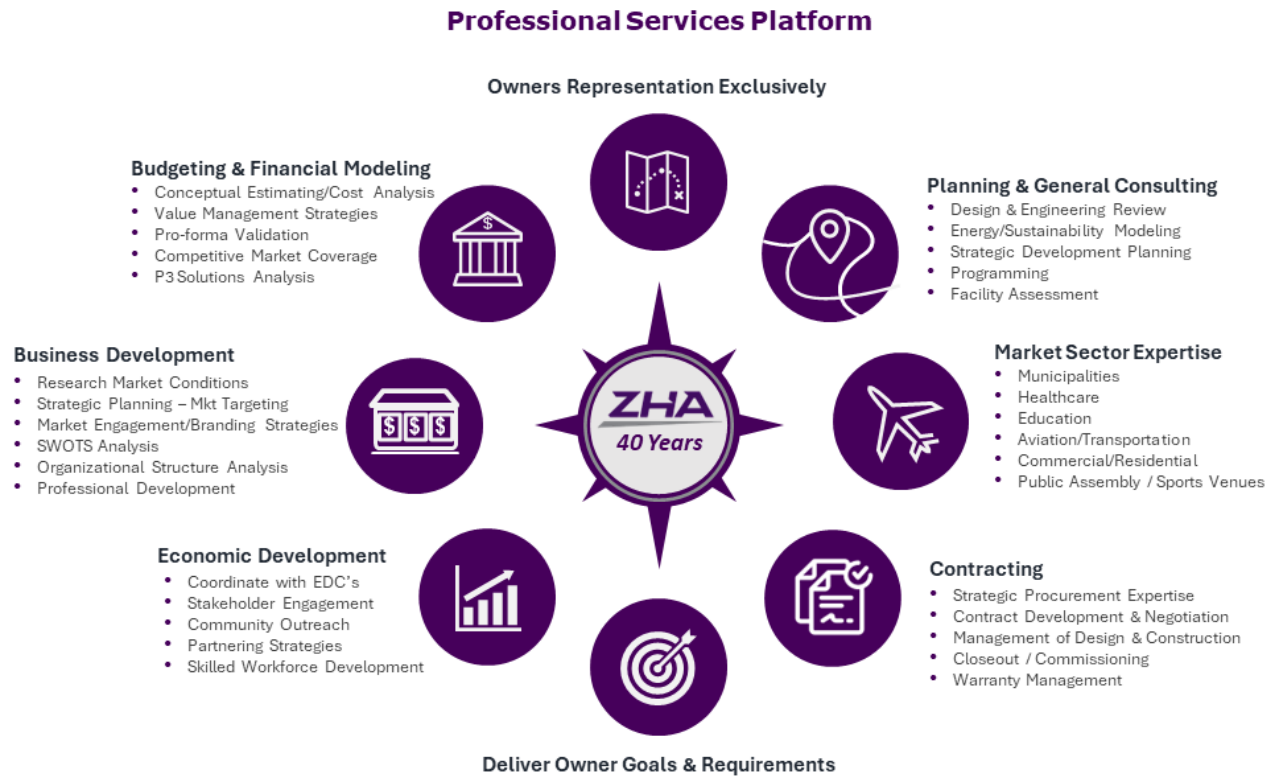 Professional Services Platform
Owners Representation Exclusively
Budgeting & Financial Modeling
• Conceptual Estimating/Cost Analysis
• Value Management Strategies
• Pro-forma Validation
• Competitive Market Coverage
• P3 Solutions Analysis
$
Planning & General Consulting
• Design & Engineering Review
• Energy/Sustainability Modeling
• Strategic Development Planning
• Programming
• Facility Assessment
Business Development
• Research Market Conditions
• Strategic Planning – Mkt Targeting
• Market Engagement/Branding Strategies
• SWOTS Analysis
• Organizational Structure Analysis
• Professional Development
$ $ $
ZHA
40 Years
Market Sector Expertise
• Municipalities
• Healthcare
• Education
• Aviation/Transportation
• Commercial/Residential
• Public Assembly / Sports Venues
Economic Development
• Coordinate with EDC's
• Stakeholder Engagement
• Community Outreach
• Partnering Strategies
• Skilled Workforce Development
Contracting
• Strategic Procurement Expertise
• Contract Development & Negotiation
• Management of Design & Construction
• Closeout / Commissioning
• Warranty Management
Deliver Owner Goals & Requirements